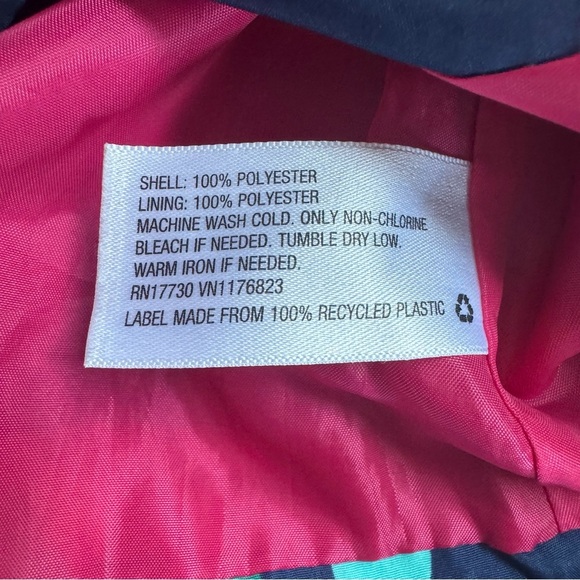 SHELL: 100% POLYESTER
LINING: 100% POLYESTER
MACHINE WASH COLD. ONLY NON-CHLORINE
BLEACH IF NEEDED. TUMBLE DRY LOW.
WARM IRON IF NEEDED.
RN17730 VN1176823
LABEL MADE FROM 100% RECYCLED PLASTIC